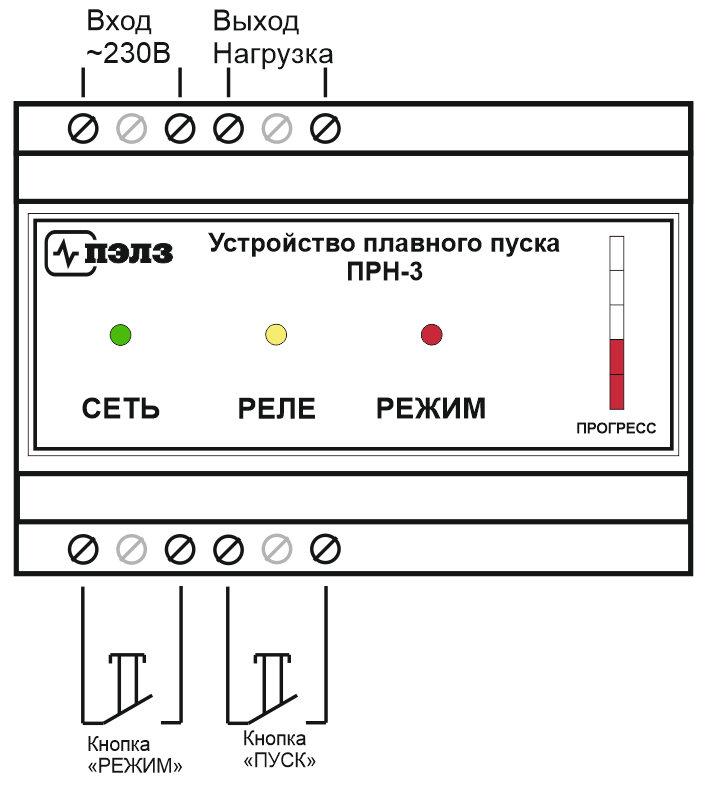 Вход
~230В
Выход
Нагрузка
пэлз
Устройство плавного пуска
ПРН-3
СЕТЬ
РЕЛЕ
РЕЖИМ
ПРОГРЕСС
Кнопка
«РЕЖИМ»
Кнопка
«ПУСК»